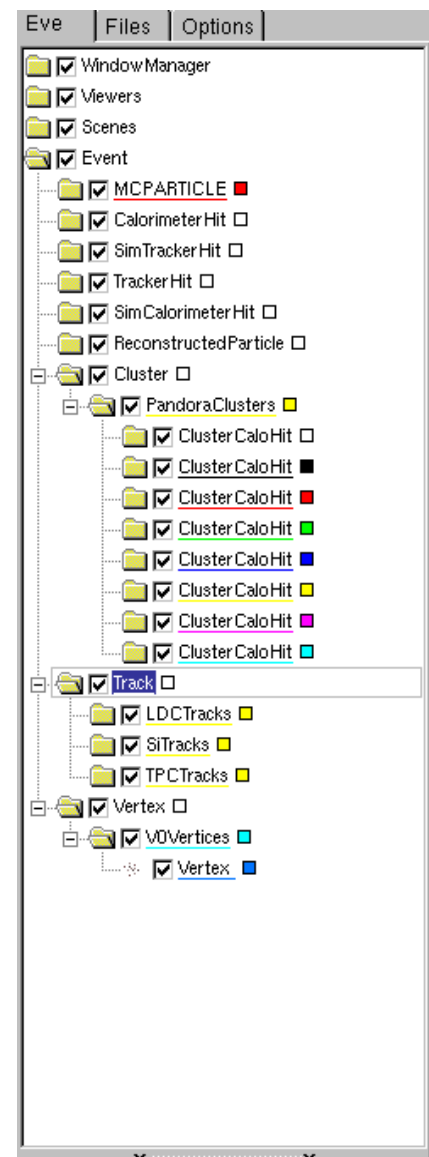 Eve Files Options
WindowManager
Viewers
Scenes
Event
MCPARTICLE
CalorimeterHit
SimTrackerHit
TrackerHit
SimCalorimeterHit
ReconstructedParticle
Cluster
PandoraClusters
ClusterCaloHit
ClusterCaloHit
ClusterCaloHit
ClusterCaloHit
ClusterCaloHit
ClusterCaloHit
ClusterCaloHit
ClusterCaloHit
Track
LDCTracks
SiTracks
TPCTracks
Vertex
V0Vertices
Vertex